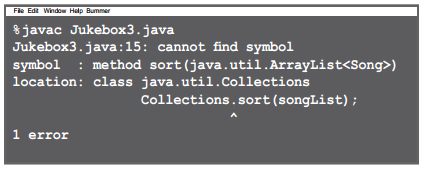 File Edit Window Help Bummer
%javac Jukebox3.java
Jukebox3.java:15: cannot find symbol
symbol  : method sort(java.util.ArrayList<Song>)
location: class java.util.Collections
                Collections.sort(songList);
                           ^
1 error